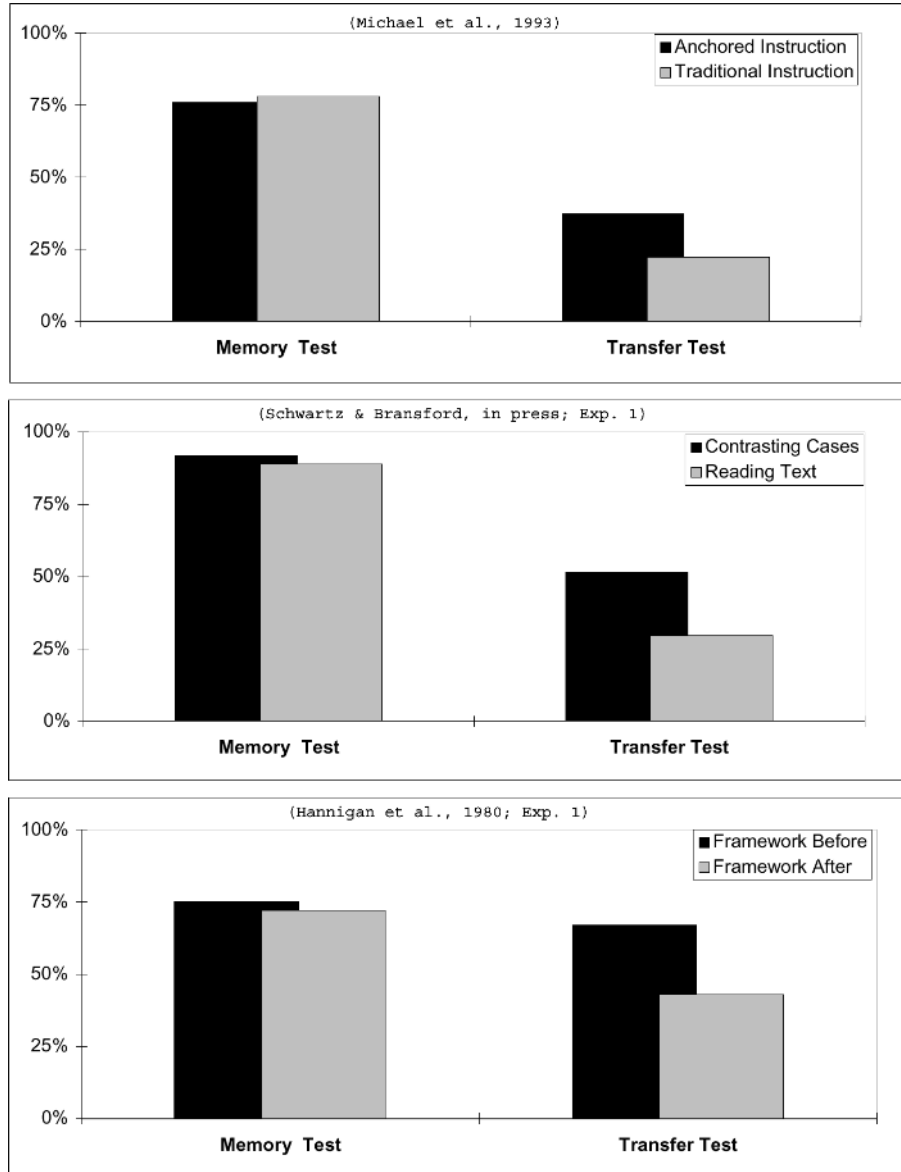 (Michael et al., 1993)
100%
Anchored Instruction
Traditional Instruction
75%
50%
25%
0%
Memory Test
Transfer Test
(Schwartz & Bransford, in press; Exp. 1)
100%
Contrasting Cases
Reading Text
75%
50%
25%
0%
Memory Test
Transfer Test
(Hannigan et al., 1980; Exp. 1)
100%
Framework Before
Framework After
75%
50%
25%
0%
Memory Test
Transfer Test